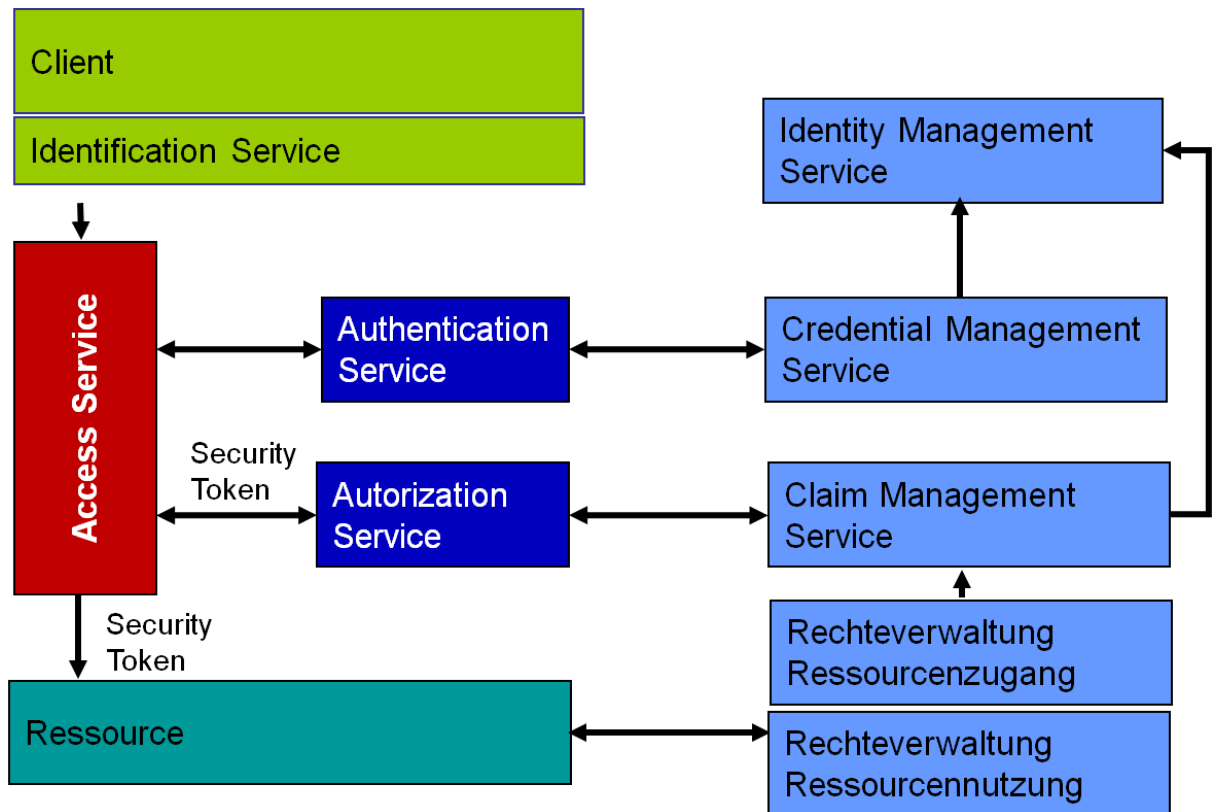 Client
Identification Service
Identity Management
Service
Access Service
Authentication
Service
Credential Management
Service
Security
Token
Autorization
Service
Claim Management
Service
Security
Token
Rechteverwaltung
Ressourcenzugang
Ressource
Rechteverwaltung
Ressourcennutzung